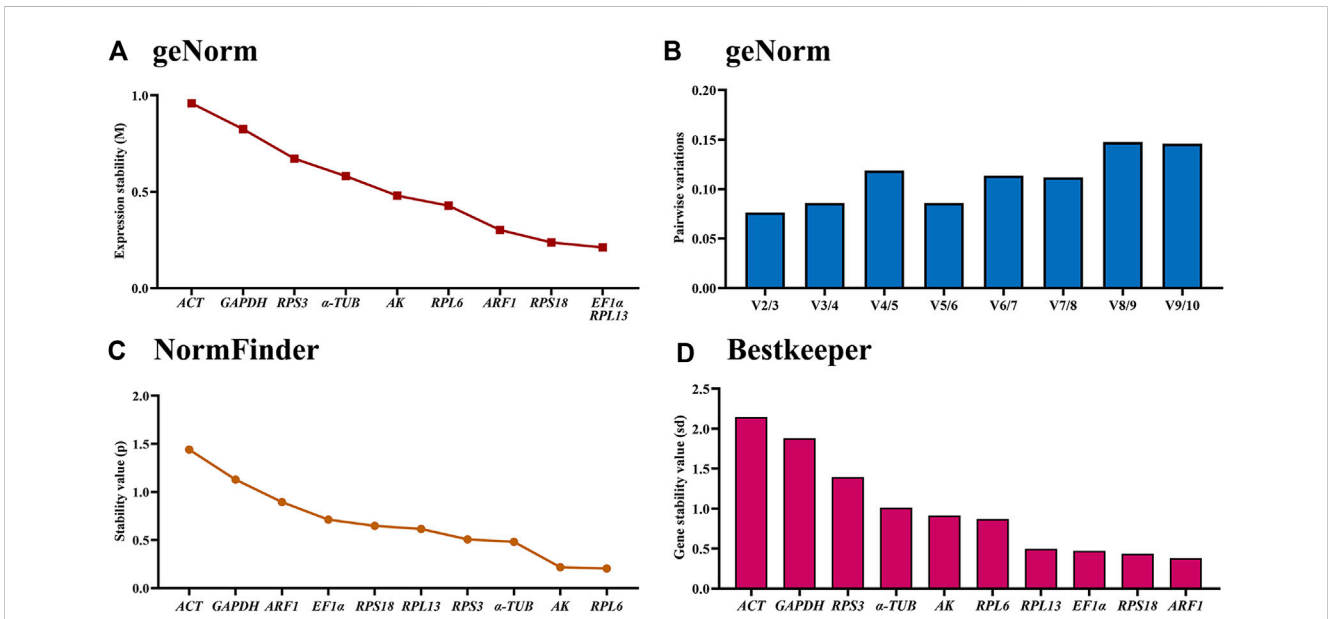 A geNorm
Expression stability (M)
1.0
0.5
0.0
ACT GAPDH RPS3 α-TUB AK RPL6 ARF1 RPS18 EF1α
RPL13
B geNorm
Pairwise variations
0.20
0.15
0.10
0.05
0.00
V2/3 V3/4 V4/5 V5/6 V6/7 V7/8 V8/9 V9/10
C NormFinder
Stability value (p)
2.0
1.5
1.0
0.5
0.0
ACT GAPDH ARF1 EF1α RPS18 RPL13 RPS3 α-TUB AK RPL6
D Bestkeeper
Gene stability value (sd)
2.5
2.0
1.5
1.0
0.5
0.0
ACT GAPDH RPS3 α-TUB AK RPL6 RPL13 EF1α RPS18 ARF1